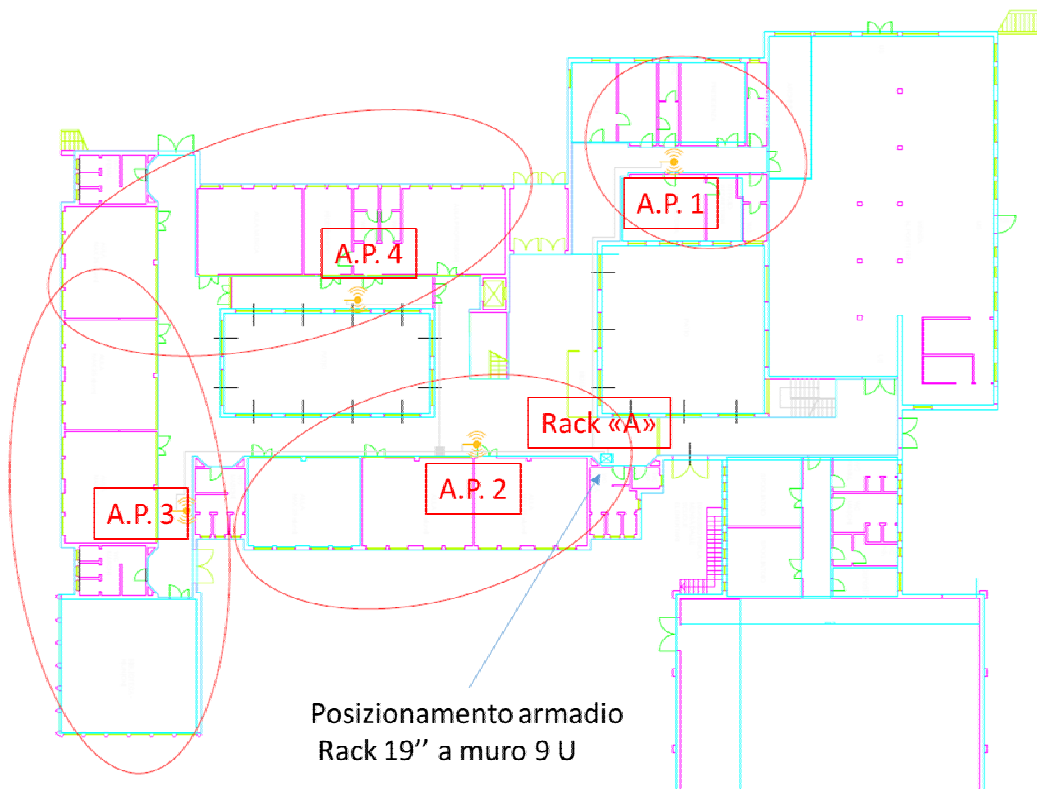 A.P. 1
A.P. 4
Rack «A»
A.P. 2
A.P. 3
Posizionamento armadio
Rack 19’’ a muro 9 U